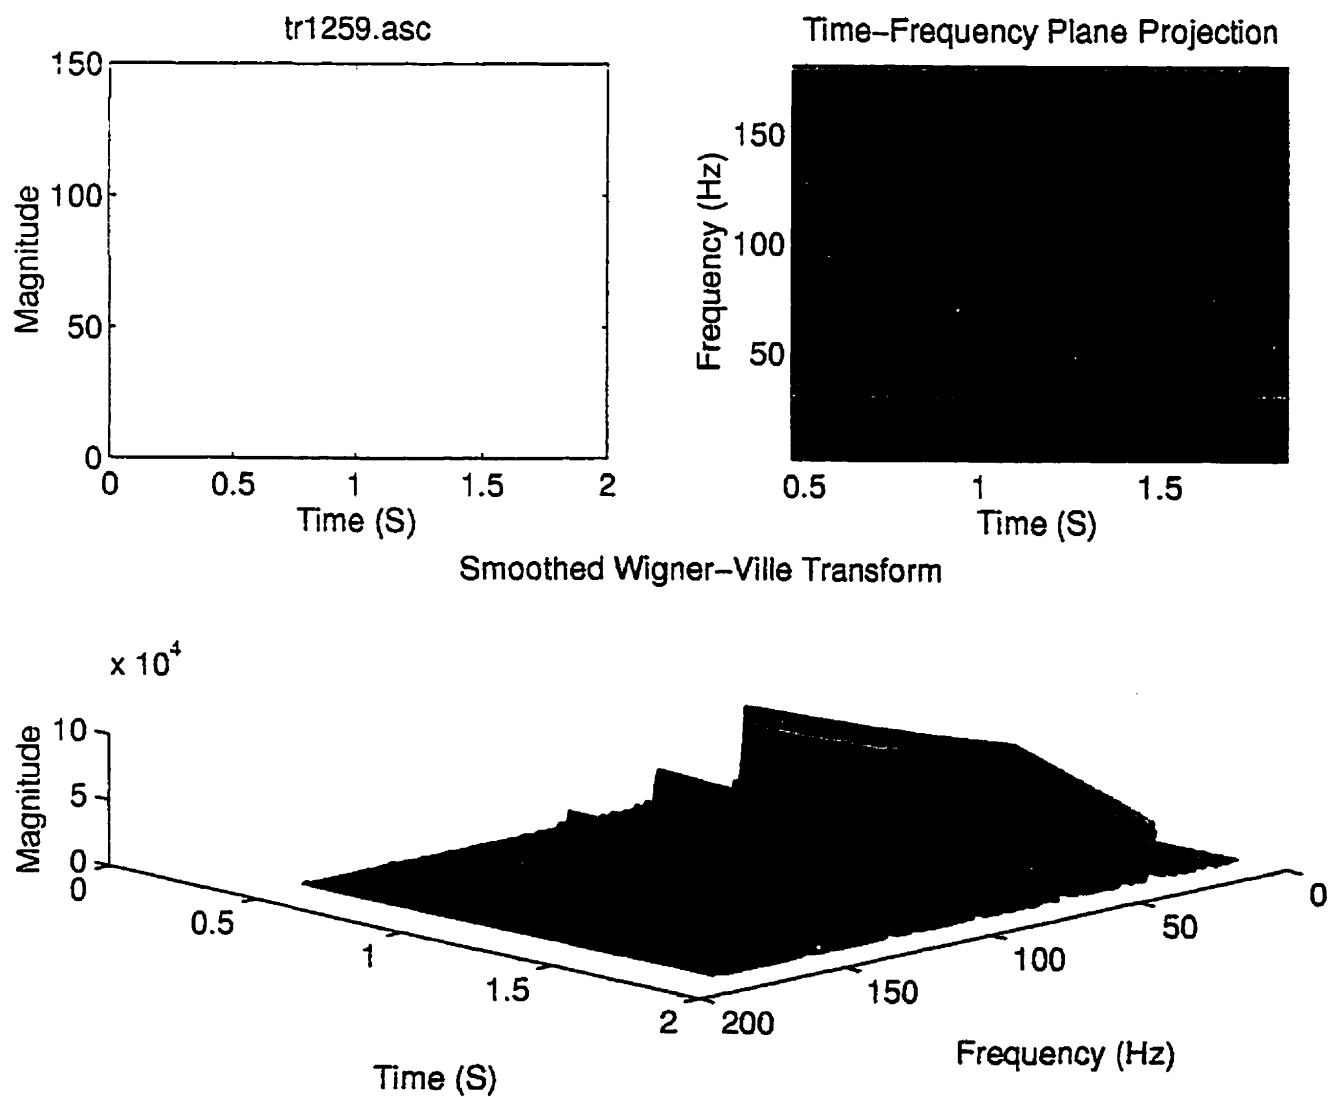 tr1259.asc
150
100
50
0
Magnitude
0 0.5 1 1.5 2
Time (S)
Time–Frequency Plane Projection
150
100
50
Frequency (Hz)
0.5 1 1.5
Time (S)
Smoothed Wigner–Ville Transform
x 10^4
10
5
0
Magnitude
0
0.5
1
1.5
2
Time (S)
200
150
100
50
0
Frequency (Hz)